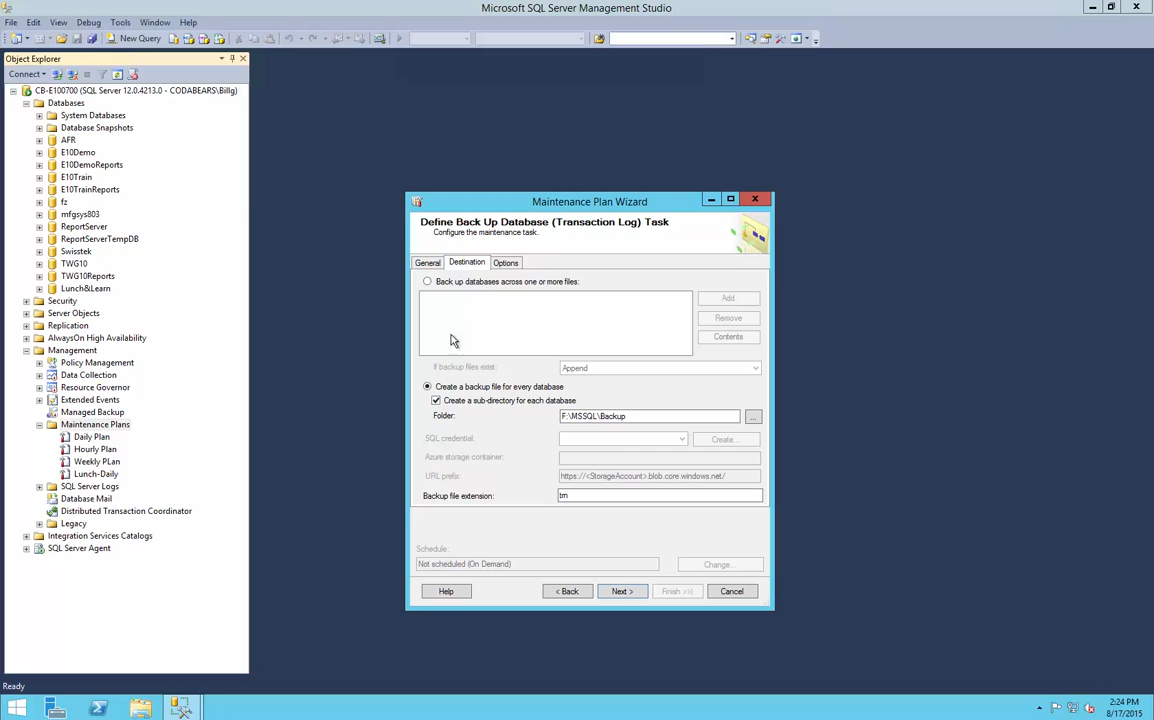 Microsoft SQL Server Management Studio
File Edit View Debug Tools Window Help
New Query
Object Explorer
Connect
CB-E100700 (SQL Server 12.0.4213.0 - CODABEARS\Billg)
Databases
System Databases
Database Snapshots
AFR
E10Demo
E10DemoReports
E10Train
E10TrainReports
fz
mfgsys803
ReportServer
ReportServerTempDB
Swisstek
TWG10
TWG10Reports
Lunch&Learn
Security
Server Objects
Replication
AlwaysOn High Availability
Management
Policy Management
Data Collection
Resource Governor
Extended Events
Managed Backup
Maintenance Plans
Daily Plan
Hourly Plan
Weekly PLan
Lunch-Daily
SQL Server Logs
Database Mail
Distributed Transaction Coordinator
Legacy
Integration Services Catalogs
SQL Server Agent
Maintenance Plan Wizard
Define Back Up Database (Transaction Log) Task
Configure the maintenance task.
General Destination Options
Back up databases across one or more files:
Add
Remove
Contents
If backup files exist: Append
Create a backup file for every database
Create a sub-directory for each database
Folder: F:\MSSQL\Backup ...
SQL credential: Create...
Azure storage container:
URL prefix: https://<StorageAccount>.blob.core.windows.net/
Backup file extension: trn
Schedule:
Not scheduled (On Demand) Change...
Help < Back Next > Finish >>| Cancel
Ready
2:24 PM
8/17/2015